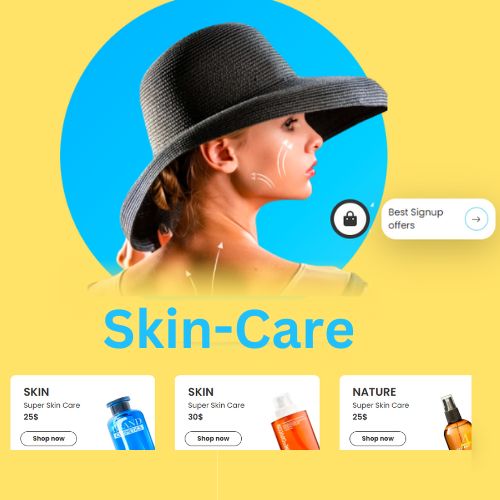 Best Signup
offers
Skin-Care
SKIN
Super Skin Care
25$
Shop now
SKIN
Super Skin Care
30$
Shop now
NATURE
Super Skin Care
25$
Shop now